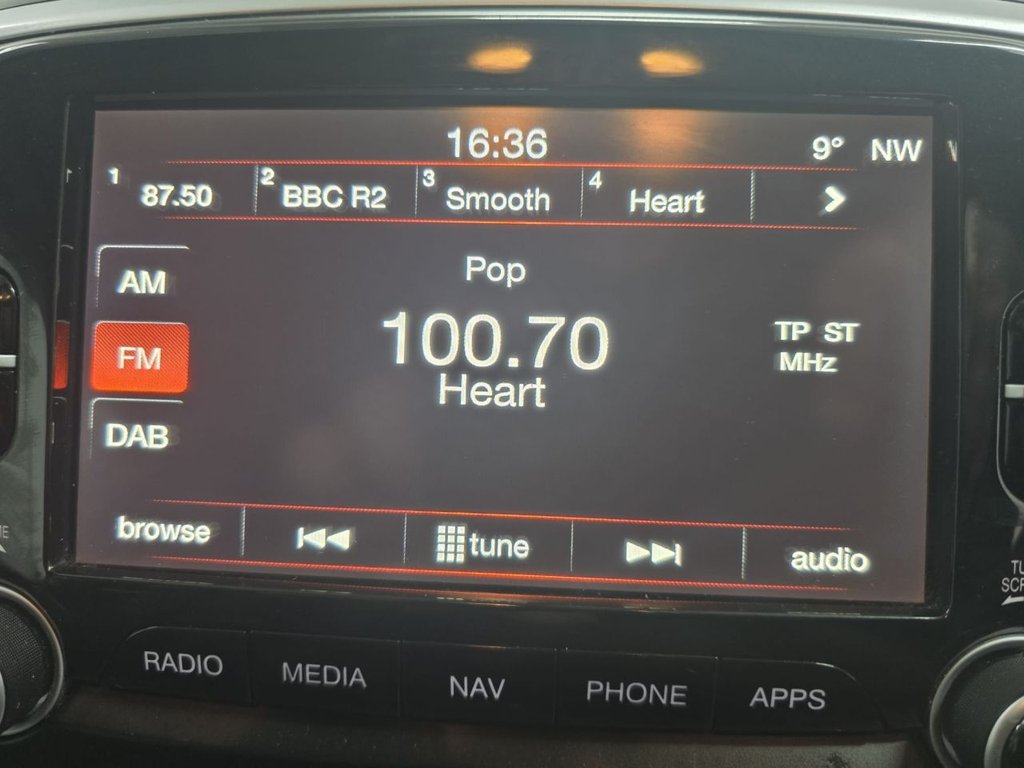 16:36 9° NW
1 87.50 2 BBC R2 3 Smooth 4 Heart
Pop
AM
100.70
TP ST
FM
MHz
Heart
DAB
browse tune audio
RADIO MEDIA NAV PHONE APPS